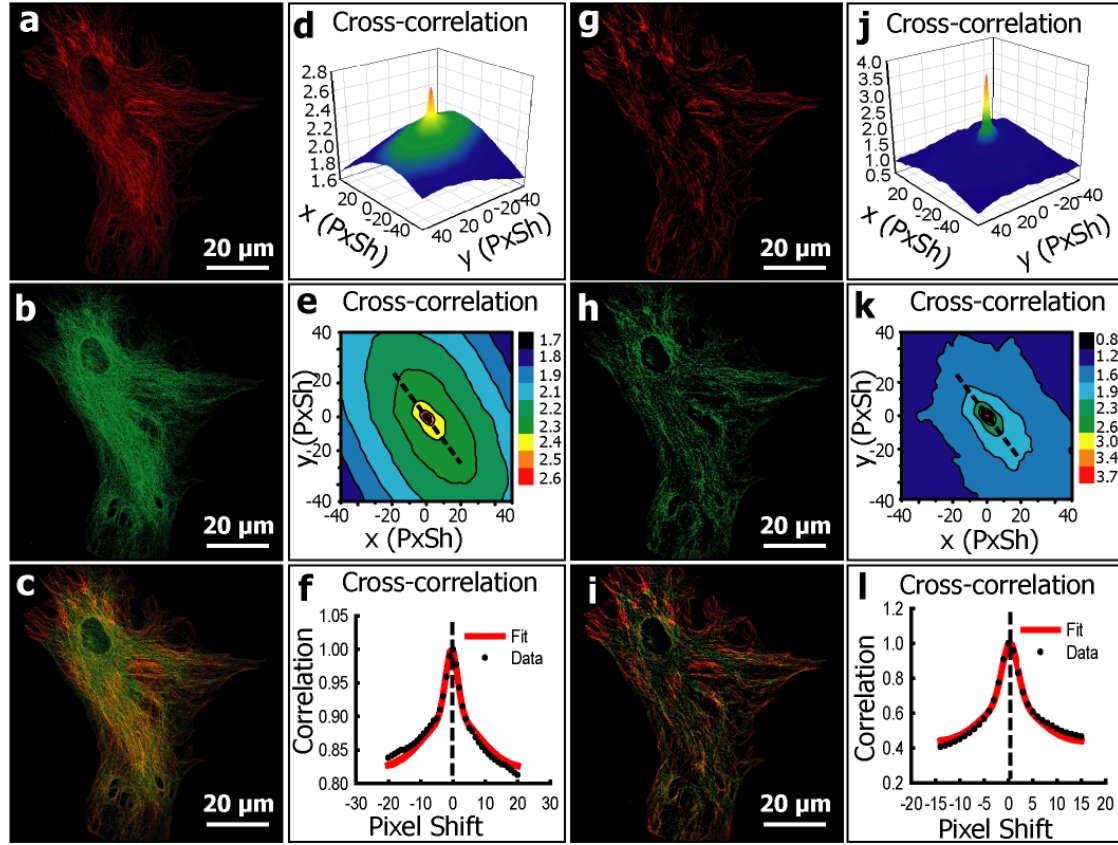 a
20 µm
d
Cross-correlation
2.8
2.6
2.4
2.2
2.0
1.8
1.6
20
0
-20
-40
x (PxSh)
40
20
0
-20
-40
y (PxSh)
g
20 µm
j
Cross-correlation
4.0
3.5
3.0
2.5
2.0
1.5
1.0
0.5
20
0
-20
-40
x (PxSh)
40
20
0
-20
-40
y (PxSh)
b
20 µm
e
Cross-correlation
40
20
0
-20
-40
y (PxSh)
-40
-20
0
20
40
x (PxSh)
1.7
1.8
1.9
2.1
2.2
2.3
2.4
2.5
2.6
h
20 µm
k
Cross-correlation
40
20
0
-20
-40
y (PxSh)
-40
-20
0
20
40
x (PxSh)
0.8
1.2
1.6
1.9
2.3
2.6
3.0
3.4
3.7
c
20 µm
f
Cross-correlation
1.05
1.00
0.95
0.90
0.85
0.80
Correlation
Fit
Data
-30
-20
-10
0
10
20
30
Pixel Shift
i
20 µm
l
Cross-correlation
1.2
1.0
0.8
0.6
0.4
0.2
Correlation
Fit
Data
-20
-15
-10
-5
0
5
10
15
20
Pixel Shift